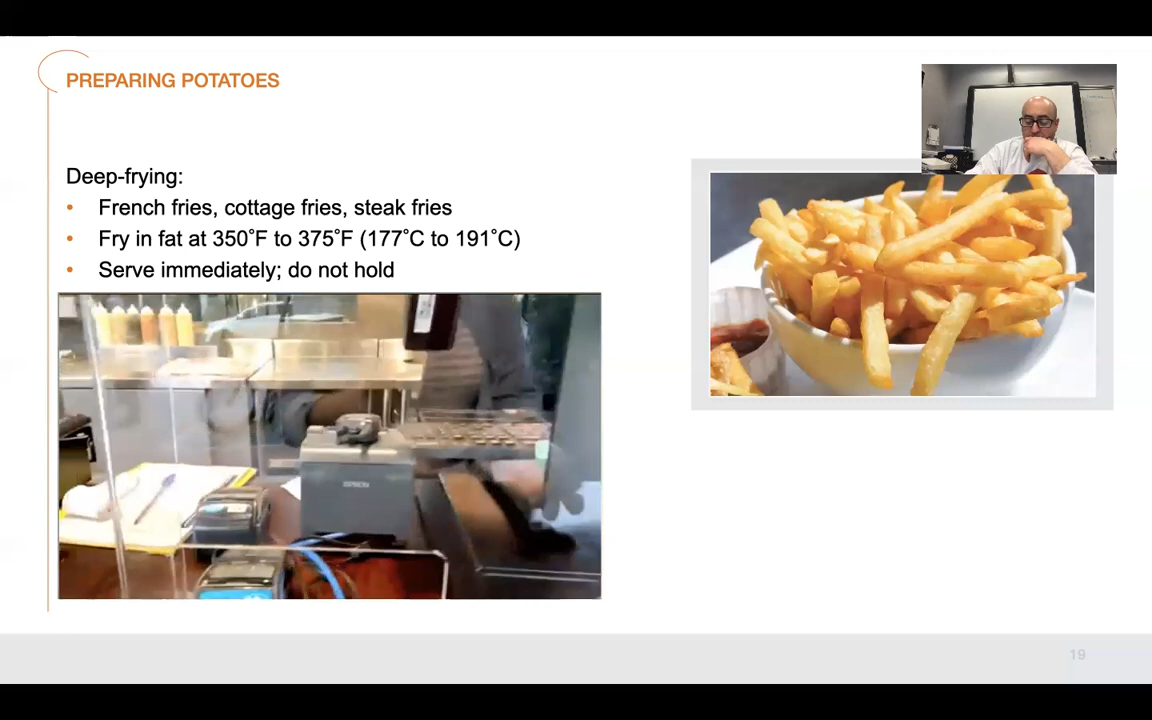 PREPARING POTATOES
Deep-frying:
• French fries, cottage fries, steak fries
• Fry in fat at 350˚F to 375˚F (177˚C to 191˚C)
• Serve immediately; do not hold
EPSON
19